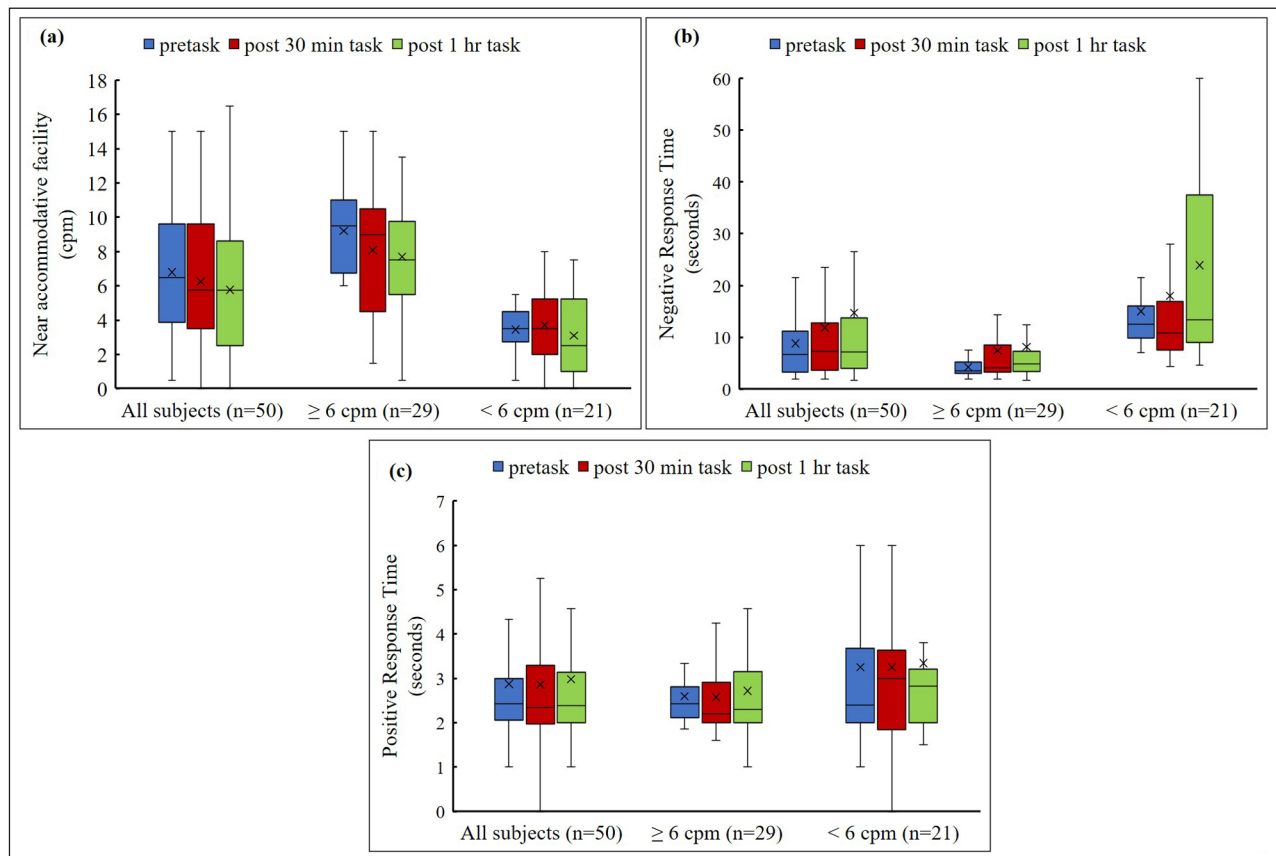 (a)
pretask post 30 min task post 1 hr task
Near accommodative facility
(cpm)
18
16
14
12
10
8
6
4
2
0
All subjects (n=50) ≥ 6 cpm (n=29) < 6 cpm (n=21)
(b)
pretask post 30 min task post 1 hr task
Negative Response Time
(seconds)
60
50
40
30
20
10
0
All subjects (n=50) ≥ 6 cpm (n=29) < 6 cpm (n=21)
(c)
pretask post 30 min task post 1 hr task
Positive Response Time
(seconds)
7
6
5
4
3
2
1
0
All subjects (n=50) ≥ 6 cpm (n=29) < 6 cpm (n=21)